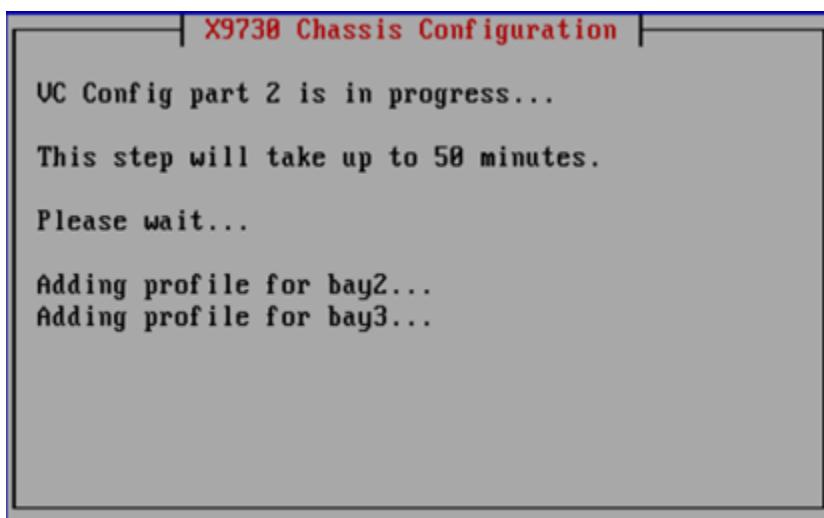 X9730 Chassis Configuration
VC Config part 2 is in progress...
This step will take up to 50 minutes.
Please wait...
Adding profile for bay2...
Adding profile for bay3...